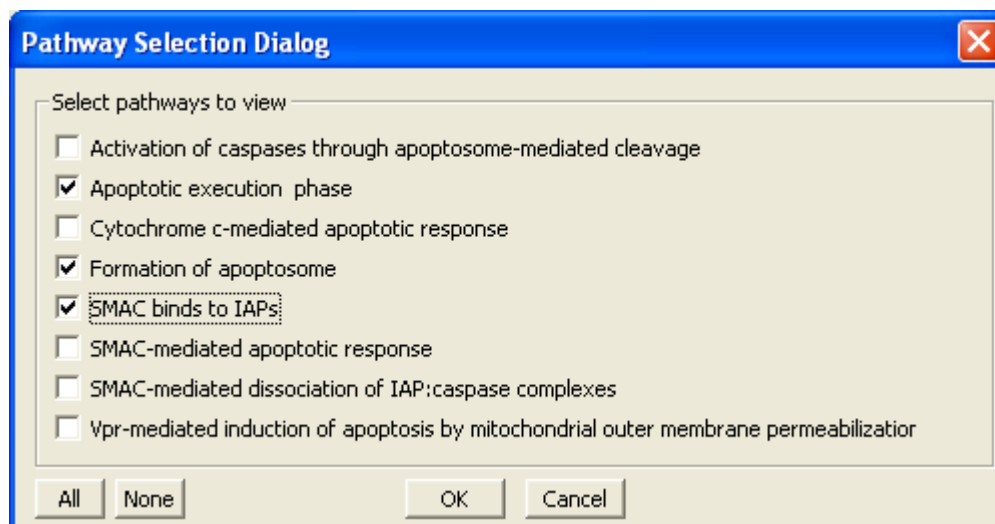 Pathway Selection Dialog
Select pathways to view
Activation of caspases through apoptosome-mediated cleavage
Apoptotic execution phase
Cytochrome c-mediated apoptotic response
Formation of apoptosome
SMAC binds to IAPs
SMAC-mediated apoptotic response
SMAC-mediated dissociation of IAP:caspase complexes
Vpr-mediated induction of apoptosis by mitochondrial outer membrane permeabilizatior
All None OK Cancel